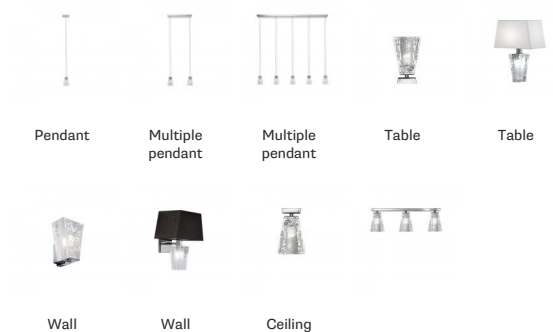 Pendant
Multiple
pendant
Multiple
pendant
Table
Table
Wall
Wall
Ceiling